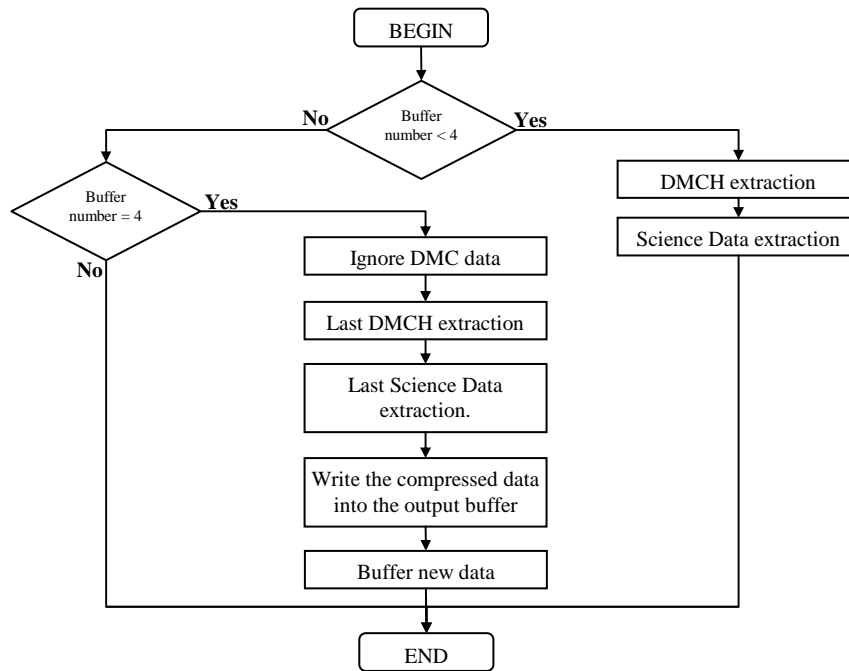 BEGIN
Buffer
number < 4
No
Yes
Buffer
number = 4
Yes
No
DMCH extraction
Science Data extraction
Ignore DMC data
Last DMCH extraction
Last Science Data
extraction.
Write the compressed data
into the output buffer
Buffer new data
END